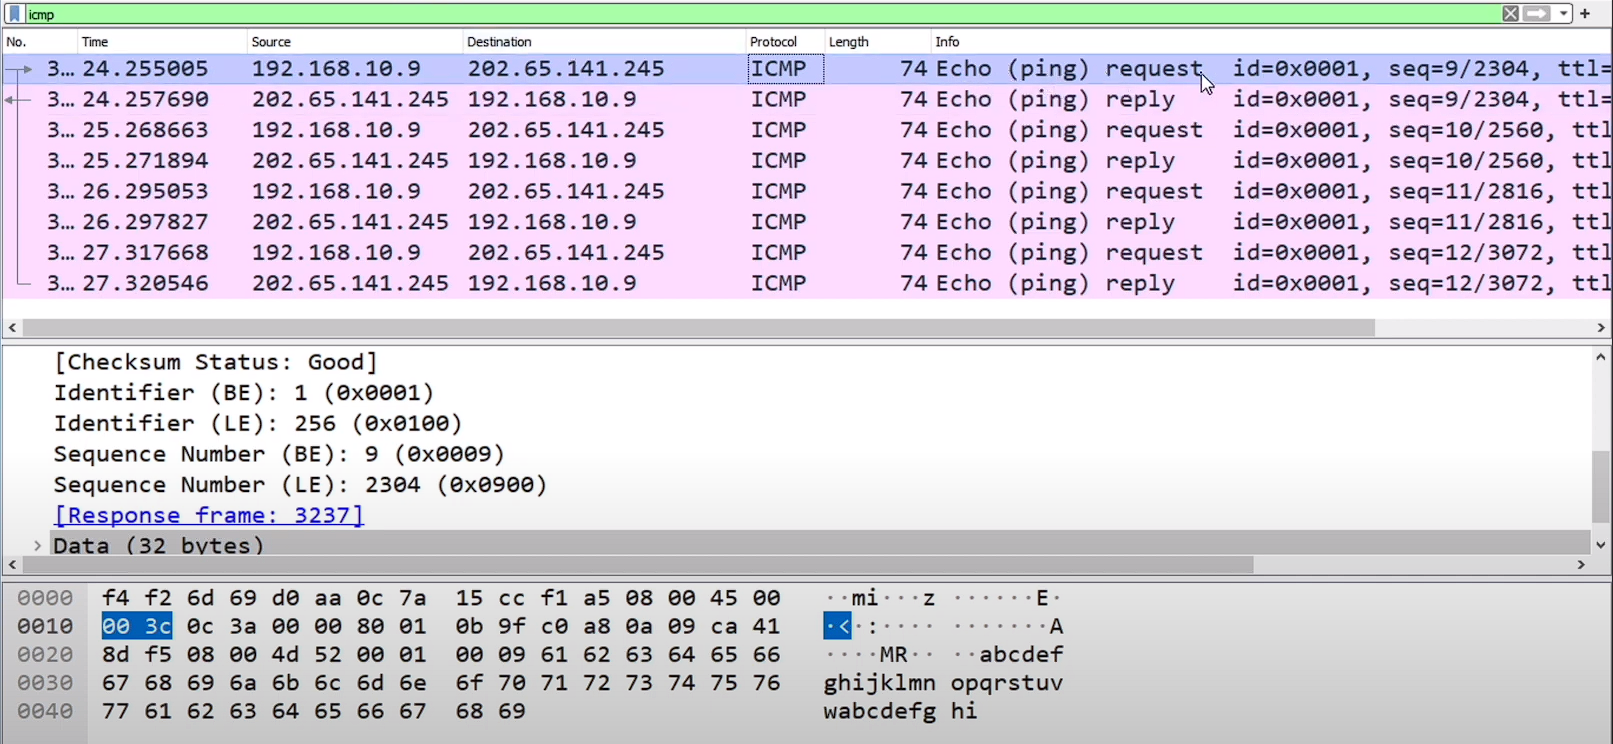 icmp
No. Time Source Destination Protocol Length Info
3… 24.255005 192.168.10.9 202.65.141.245 ICMP 74 Echo (ping) request id=0x0001, seq=9/2304, ttl=
3… 24.257690 202.65.141.245 192.168.10.9 ICMP 74 Echo (ping) reply id=0x0001, seq=9/2304, ttl=
3… 25.268663 192.168.10.9 202.65.141.245 ICMP 74 Echo (ping) request id=0x0001, seq=10/2560, ttl
3… 25.271894 202.65.141.245 192.168.10.9 ICMP 74 Echo (ping) reply id=0x0001, seq=10/2560, ttl
3… 26.295053 192.168.10.9 202.65.141.245 ICMP 74 Echo (ping) request id=0x0001, seq=11/2816, ttl
3… 26.297827 202.65.141.245 192.168.10.9 ICMP 74 Echo (ping) reply id=0x0001, seq=11/2816, ttl
3… 27.317668 192.168.10.9 202.65.141.245 ICMP 74 Echo (ping) request id=0x0001, seq=12/3072, ttl
3… 27.320546 202.65.141.245 192.168.10.9 ICMP 74 Echo (ping) reply id=0x0001, seq=12/3072, ttl
[Checksum Status: Good]
Identifier (BE): 1 (0x0001)
Identifier (LE): 256 (0x0100)
Sequence Number (BE): 9 (0x0009)
Sequence Number (LE): 2304 (0x0900)
[Response frame: 3237]
Data (32 bytes)
0000 f4 f2 6d 69 d0 aa 0c 7a 15 cc f1 a5 08 00 45 00 ··mi···z ······E·
0010 00 3c 0c 3a 00 00 80 01 0b 9f c0 a8 0a 09 ca 41 ·<·:···· ·······A
0020 8d f5 08 00 4d 52 00 01 00 09 61 62 63 64 65 66 ····MR·· ··abcdef
0030 67 68 69 6a 6b 6c 6d 6e 6f 70 71 72 73 74 75 76 ghijklmn opqrstuv
0040 77 61 62 63 64 65 66 67 68 69 wabcdefg hi